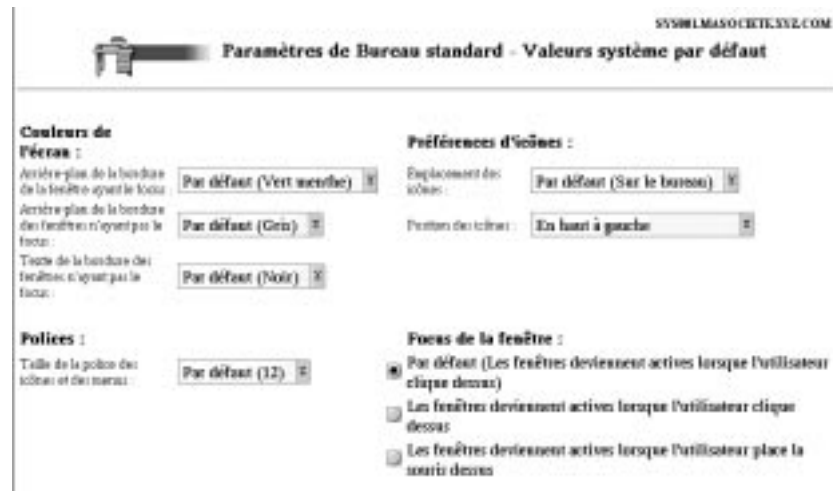 SYS001.MASOCIETE.XYZ.COM
Paramètres de Bureau standard - Valeurs système par défaut
Couleurs de
l'écran :
Arrière-plan de la bordure
de la fenêtre ayant le focus :
Par défaut (Vert menthe)
Arrière-plan de la bordure
des fenêtres n'ayant pas le
focus :
Par défaut (Gris)
Texte de la bordure des
fenêtres n'ayant pas le
focus :
Par défaut (Noir)
Préférences d'icônes :
Emplacement des
icônes :
Par défaut (Sur le bureau)
Position des icônes :
En haut à gauche
Polices :
Taille de la police des
icônes et des menus :
Par défaut (12)
Focus de la fenêtre :
Par défaut (Les fenêtres deviennent actives lorsque l'utilisateur
clique dessus)
Les fenêtres deviennent actives lorsque l'utilisateur clique
dessus
Les fenêtres deviennent actives lorsque l'utilisateur place la
souris dessus